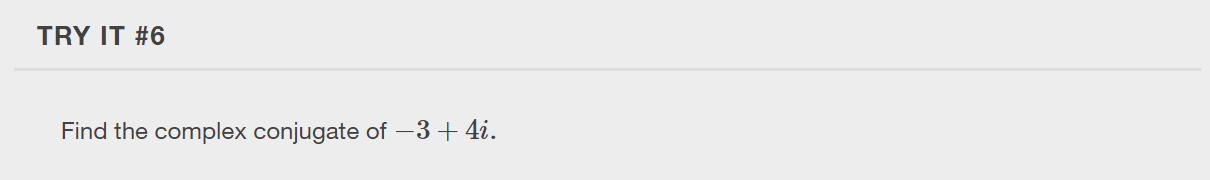 TRY IT #6
Find the complex conjugate of −3 + 4i.